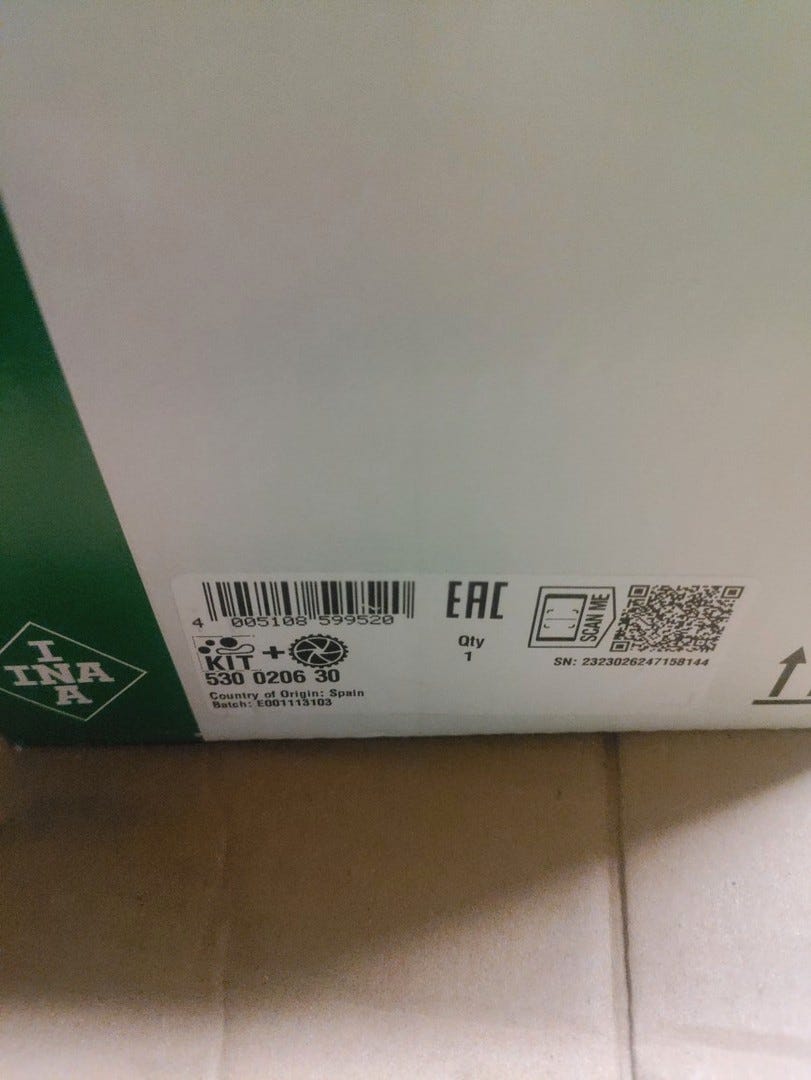 I
INA
A
4 005108 599520
EAC
KIT +
Qty
1
SCAN ME
530 0206 30
SN: 2323026247158144
Country of Origin: Spain
Batch: E001113103